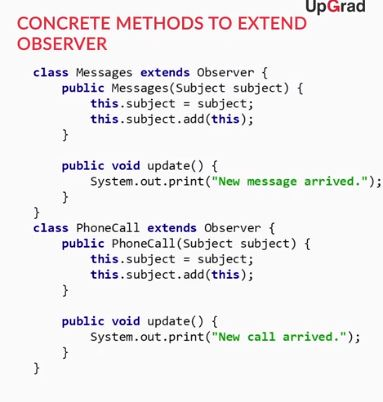 UpGrad
CONCRETE METHODS TO EXTEND
OBSERVER
class Messages extends Observer {
    public Messages(Subject subject) {
        this.subject = subject;
        this.subject.add(this);
    }

    public void update() {
        System.out.print("New message arrived.");
    }
}
class PhoneCall extends Observer {
    public PhoneCall(Subject subject) {
        this.subject = subject;
        this.subject.add(this);
    }

    public void update() {
        System.out.print("New call arrived.");
    }
}